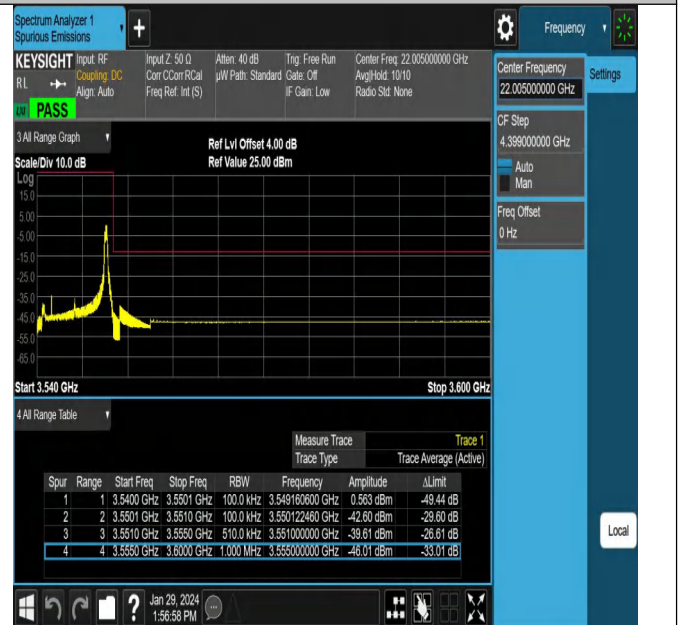 Spectrum Analyzer 1
Spurious Emissions
+
Frequency
KEYSIGHT
RL
Input: RF
Coupling: DC
Align: Auto
Input Z: 50 Ω
Corr CCorr RCal
Freq Ref: Int (S)
Atten: 40 dB
µW Path: Standard
Trig: Free Run
Gate: Off
IF Gain: Low
Center Freq: 22.005000000 GHz
Avg|Hold: 10/10
Radio Std: None
PASS
Center Frequency
22.005000000 GHz
Settings
CF Step
4.399000000 GHz
Auto
Man
Freq Offset
0 Hz
3 All Range Graph
Scale/Div 10.0 dB
Ref Lvl Offset 4.00 dB
Ref Value 25.00 dBm
Log
15.0
5.00
-5.00
-15.0
-25.0
-35.0
-45.0
-55.0
-65.0
Start 3.540 GHz
Stop 3.600 GHz
4 All Range Table
Measure Trace Trace 1
Trace Type Trace Average (Active)
Spur Range Start Freq Stop Freq RBW Frequency Amplitude ΔLimit
1 1 3.5400 GHz 3.5501 GHz 100.0 kHz 3.549160600 GHz 0.563 dBm -49.44 dB
2 2 3.5501 GHz 3.5510 GHz 100.0 kHz 3.550122460 GHz -42.60 dBm -29.60 dB
3 3 3.5510 GHz 3.5550 GHz 510.0 kHz 3.551000000 GHz -39.61 dBm -26.61 dB
4 4 3.5550 GHz 3.6000 GHz 1.000 MHz 3.555000000 GHz -46.01 dBm -33.01 dB
Local
?
Jan 29, 2024
1:56:58 PM